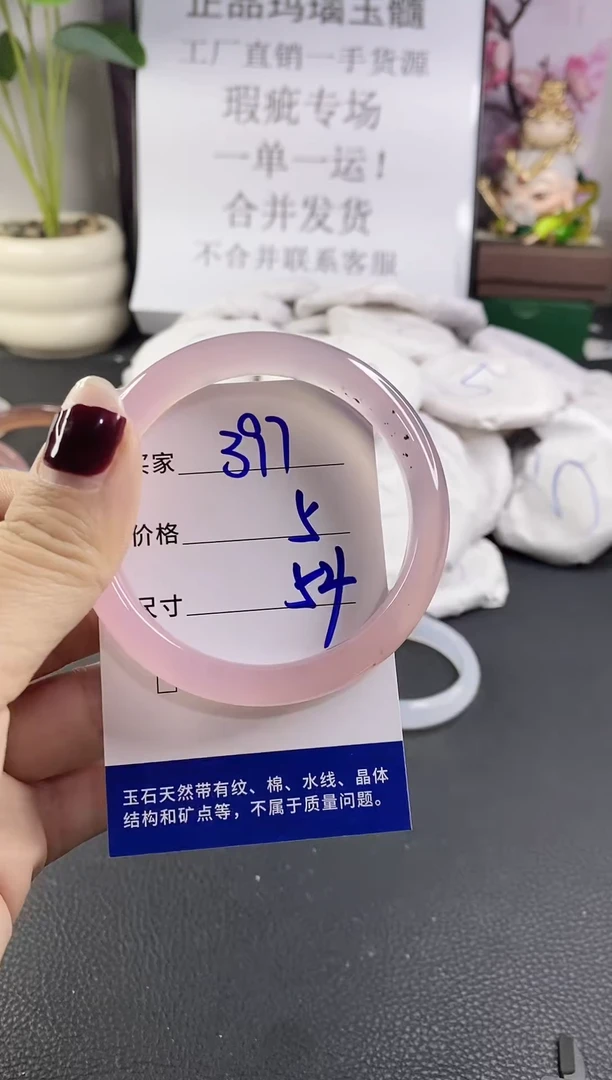 正品玛瑙玉髓
工厂直销一手货源
瑕疵专场
一单一运！
合并发货
不合并联系客服
买家 397
价格 5
尺寸 54
玉石天然带有纹、棉、水线、晶体
结构和矿点等，不属于质量问题。